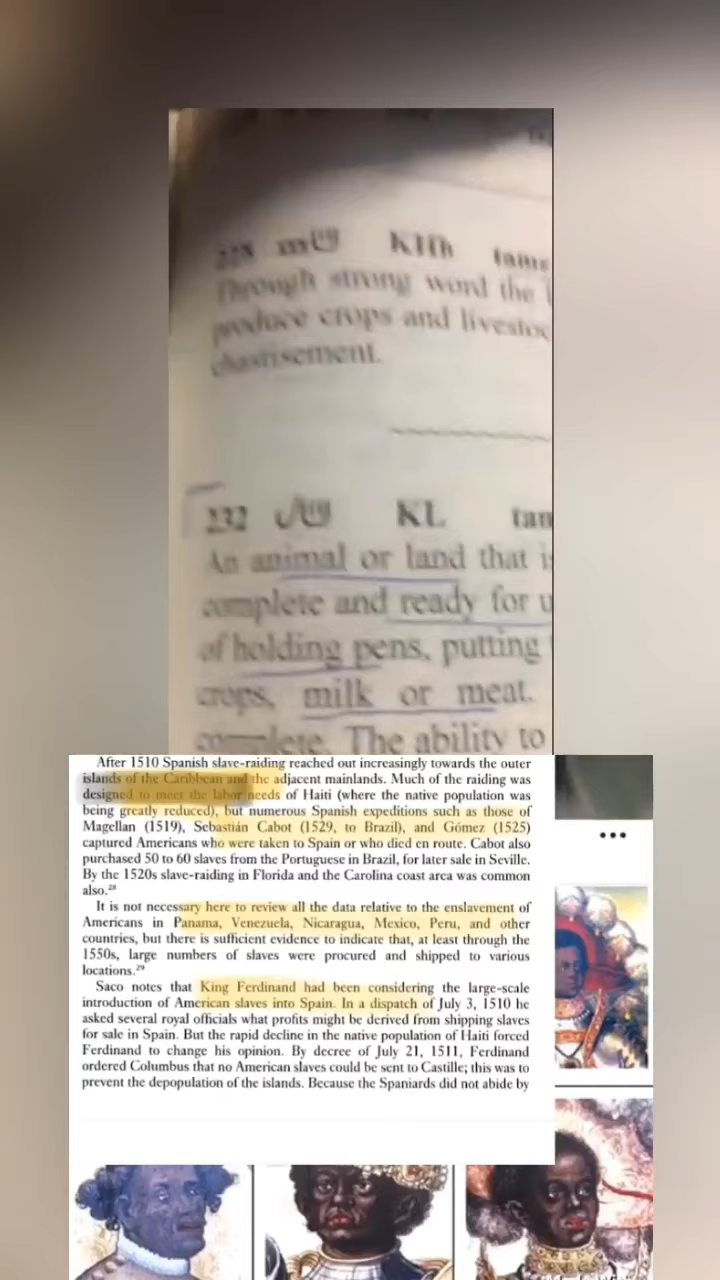 228 KHh tams
Through strong word the
produce crops and livestoc
chastisement.
232 KL tam
An animal or land that is
complete and ready for u
of holding pens, putting
crops, milk or meat.
The ability to
After 1510 Spanish slave-raiding reached out increasingly towards the outer
islands of the Caribbean and the adjacent mainlands. Much of the raiding was
designed to meet the labor needs of Haiti (where the native population was
being greatly reduced), but numerous Spanish expeditions such as those of
Magellan (1519), Sebastián Cabot (1529, to Brazil), and Gómez (1525)
captured Americans who were taken to Spain or who died en route. Cabot also
purchased 50 to 60 slaves from the Portuguese in Brazil, for later sale in Seville.
By the 1520s slave-raiding in Florida and the Carolina coast area was common
also.²⁸
It is not necessary here to review all the data relative to the enslavement of
Americans in Panama, Venezuela, Nicaragua, Mexico, Peru, and other
countries, but there is sufficient evidence to indicate that, at least through the
1550s, large numbers of slaves were procured and shipped to various
locations.²⁹
Saco notes that King Ferdinand had been considering the large-scale
introduction of American slaves into Spain. In a dispatch of July 3, 1510 he
asked several royal officials what profits might be derived from shipping slaves
for sale in Spain. But the rapid decline in the native population of Haiti forced
Ferdinand to change his opinion. By decree of July 21, 1511, Ferdinand
ordered Columbus that no American slaves could be sent to Castille; this was to
prevent the depopulation of the islands. Because the Spaniards did not abide by